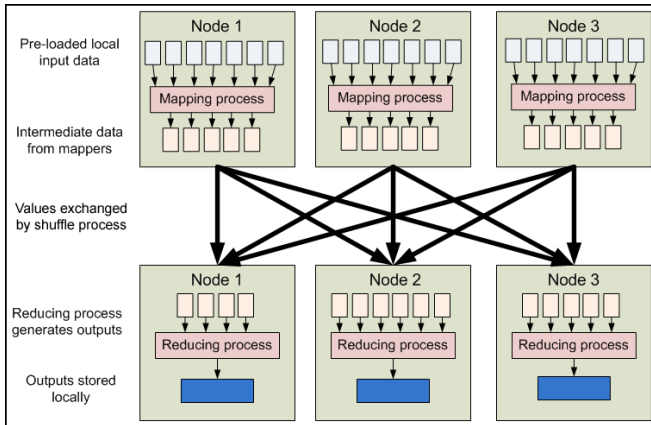 Node 1
Node 2
Node 3
Pre-loaded local
input data
Mapping process
Mapping process
Mapping process
Intermediate data
from mappers
Values exchanged
by shuffle process
Node 1
Node 2
Node 3
Reducing process
generates outputs
Reducing process
Reducing process
Reducing process
Outputs stored
locally